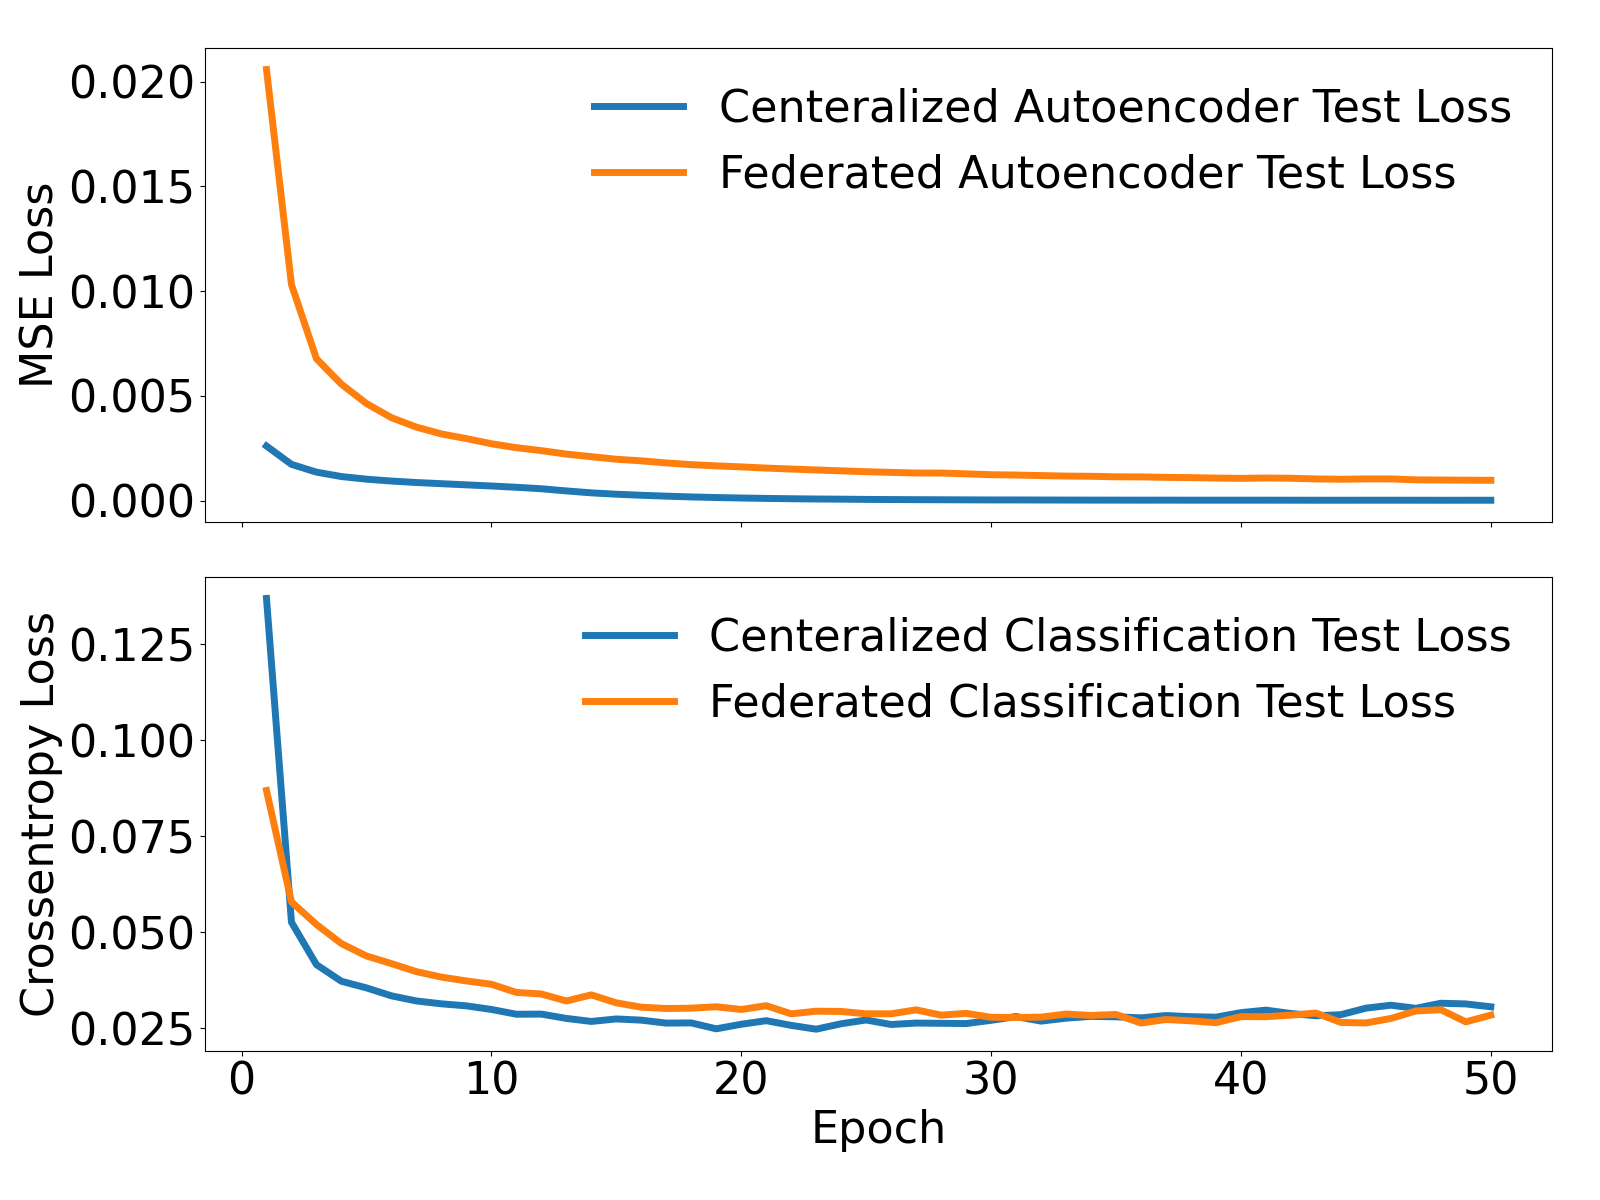 MSE Loss
0.020
0.015
0.010
0.005
0.000
Centeralized Autoencoder Test Loss
Federated Autoencoder Test Loss
Crossentropy Loss
0.125
0.100
0.075
0.050
0.025
Centeralized Classification Test Loss
Federated Classification Test Loss
0 10 20 30 40 50
Epoch